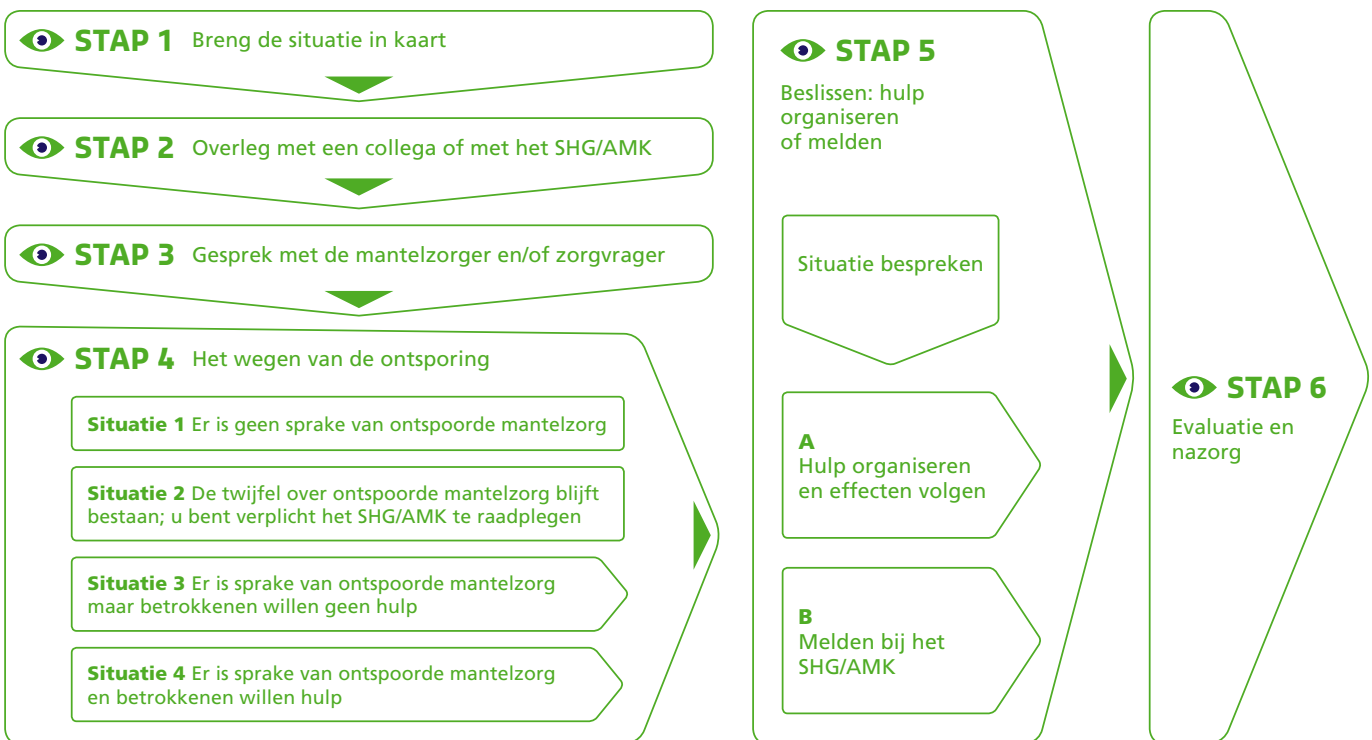 STAP 1 Breng de situatie in kaart
STAP 2 Overleg met een collega of met het SHG/AMK
STAP 3 Gesprek met de mantelzorger en/of zorgvrager
STAP 4 Het wegen van de ontsporing
Situatie 1 Er is geen sprake van ontspoorde mantelzorg
Situatie 2 De twijfel over ontspoorde mantelzorg blijft
bestaan; u bent verplicht het SHG/AMK te raadplegen
Situatie 3 Er is sprake van ontspoorde mantelzorg
maar betrokkenen willen geen hulp
Situatie 4 Er is sprake van ontspoorde mantelzorg
en betrokkenen willen hulp
STAP 5
Beslissen: hulp
organiseren
of melden
Situatie bespreken
A
Hulp organiseren
en effecten volgen
B
Melden bij het
SHG/AMK
STAP 6
Evaluatie en
nazorg